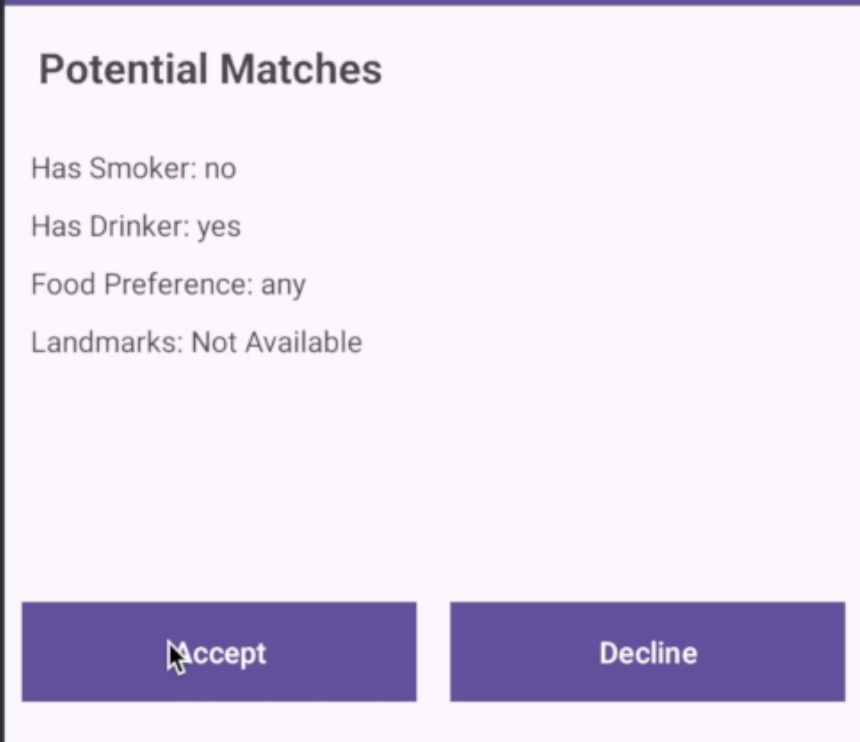 Potential Matches
Has Smoker: no
Has Drinker: yes
Food Preference: any
Landmarks: Not Available
Accept
Decline